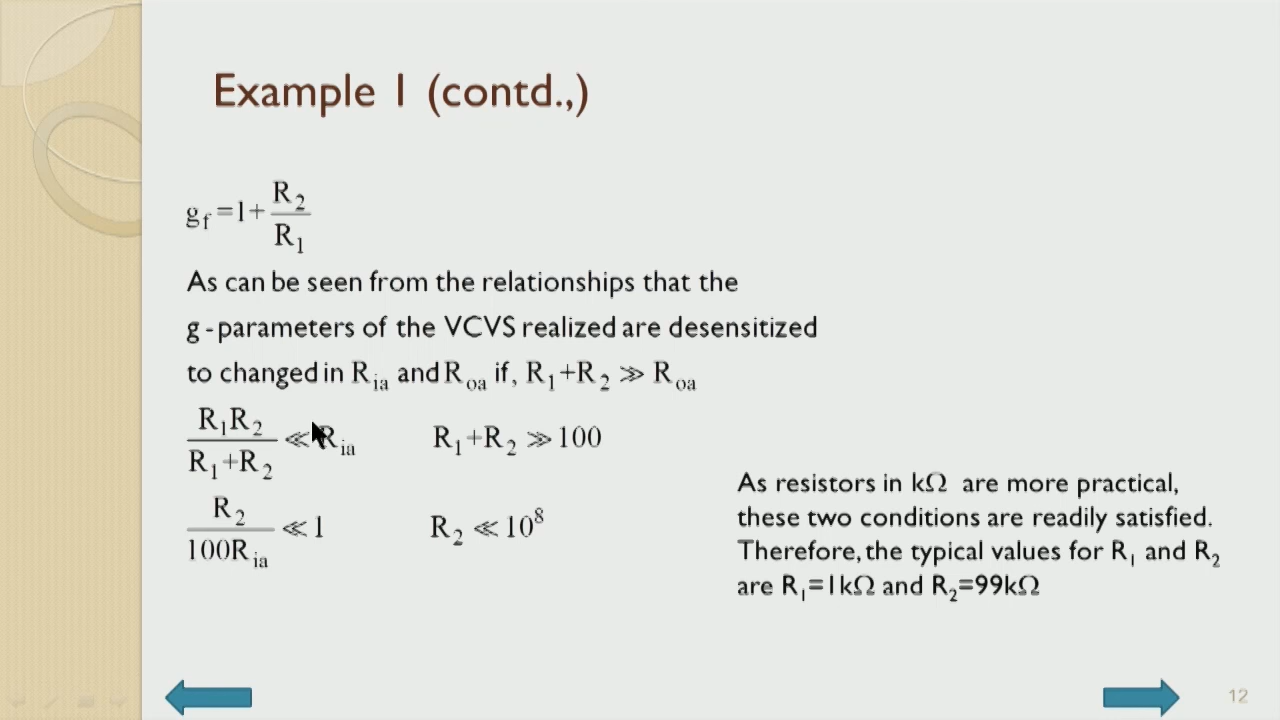 Example 1 (contd.,)
g_f = 1 + R_2/R_1
As can be seen from the relationships that the
g - parameters of the VCVS realized are desensitized
to changed in R_ia and R_oa if, R_1+R_2 ≫ R_oa
R_1R_2/(R_1+R_2) ≪ R_ia R_1+R_2 ≫ 100
R_2/(100R_ia) ≪ 1 R_2 ≪ 10^8
As resistors in kΩ are more practical,
these two conditions are readily satisfied.
Therefore, the typical values for R_1 and R_2
are R_1=1kΩ and R_2=99kΩ
12